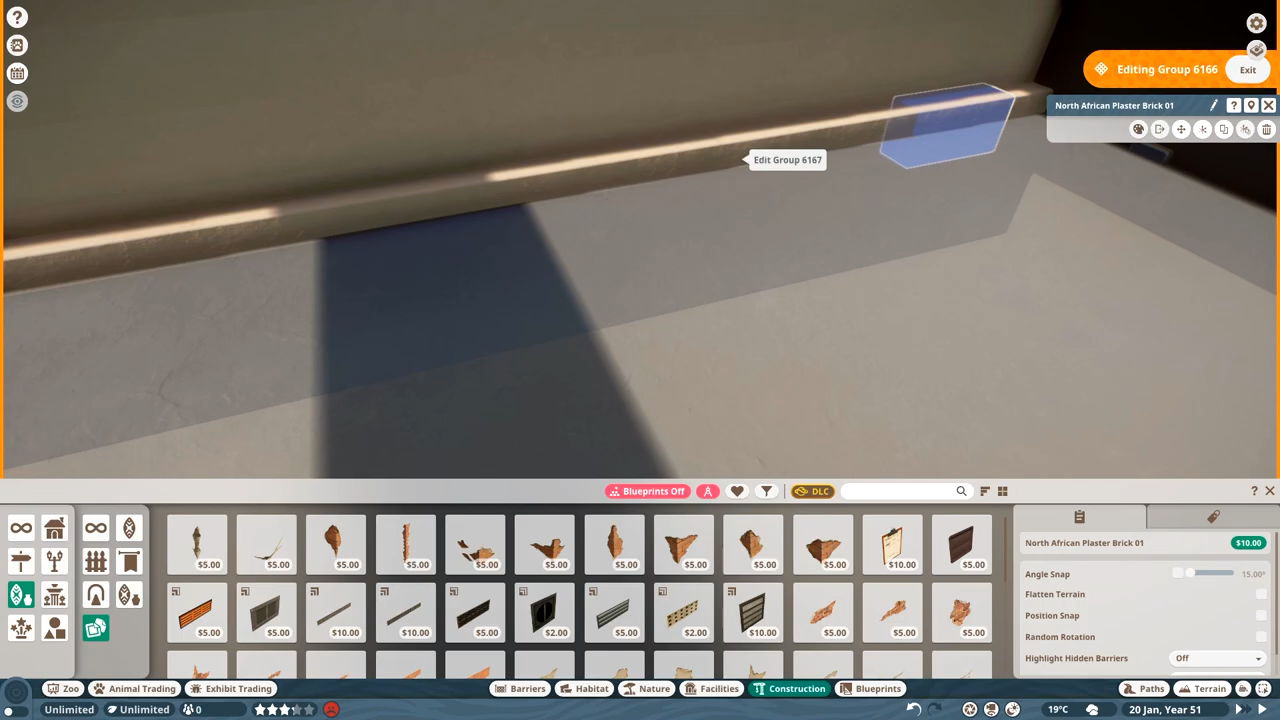 ?
Editing Group 6166
Exit
North African Plaster Brick 01
?
Edit Group 6167
Blueprints Off
DLC
?
$5.00 $5.00 $5.00 $5.00 $5.00 $5.00 $5.00 $5.00 $5.00 $5.00 $10.00 $5.00
$5.00 $5.00 $10.00 $10.00 $5.00 $2.00 $5.00 $2.00 $10.00 $5.00 $5.00 $5.00
North African Plaster Brick 01
$10.00
Angle Snap
15.00°
Flatten Terrain
Position Snap
Random Rotation
Highlight Hidden Barriers
Off
Zoo
Animal Trading
Exhibit Trading
Barriers
Habitat
Nature
Facilities
Construction
Blueprints
Paths
Terrain
Unlimited
Unlimited
0
19°C
20 Jan, Year 51